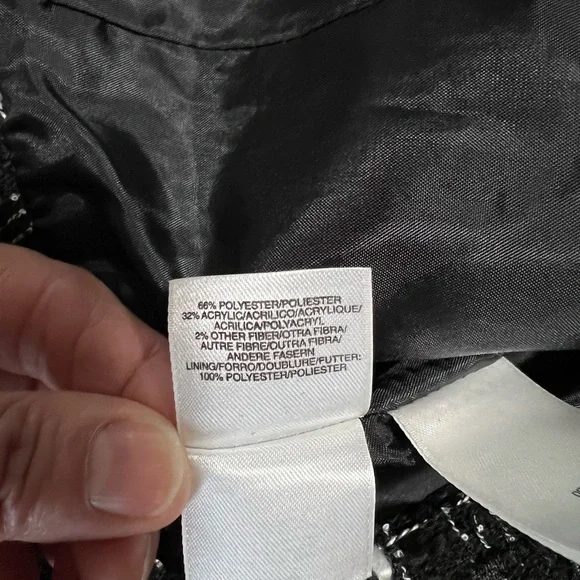 66% POLYESTER/POLIESTER
32% ACRYLIC/ACRILICO/ACRYLIQUE/
ACRILICA/POLYACRYL
2% OTHER FIBER/OTRA FIBRA/
AUTRE FIBRE/OUTRA FIBRA/
ANDERE FASERN
LINING/FORRO/DOUBLURE/FUTTER:
100% POLYESTER/POLIESTER